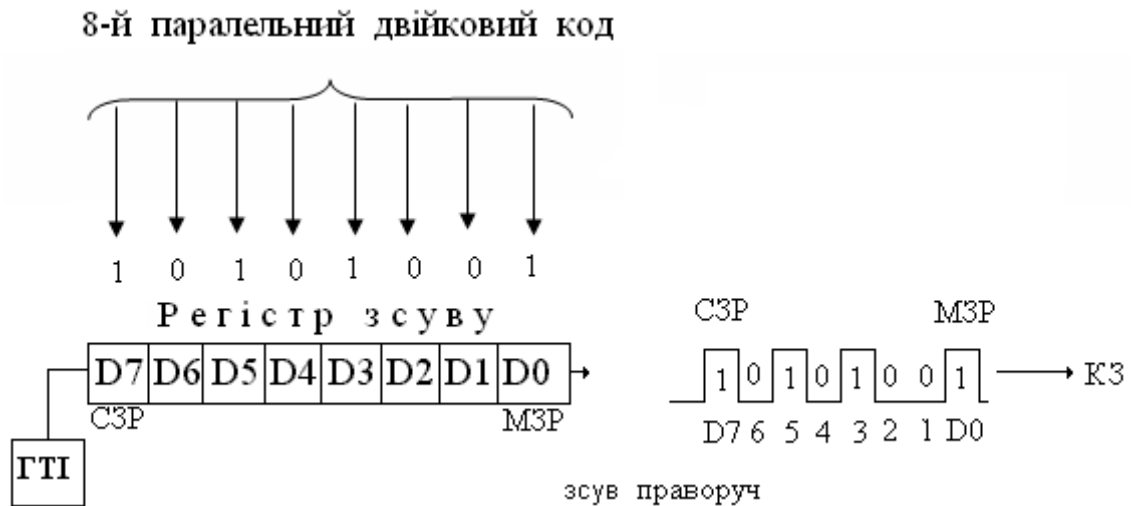 8-й паралельний двійковий код
1 0 1 0 1 0 0 1
Регістр зсуву
D7 D6 D5 D4 D3 D2 D1 D0
СЗР МЗР
ГТІ
СЗР МЗР
1 0 1 0 1 0 0 1 КЗ
D7 6 5 4 3 2 1 D0
зсув праворуч